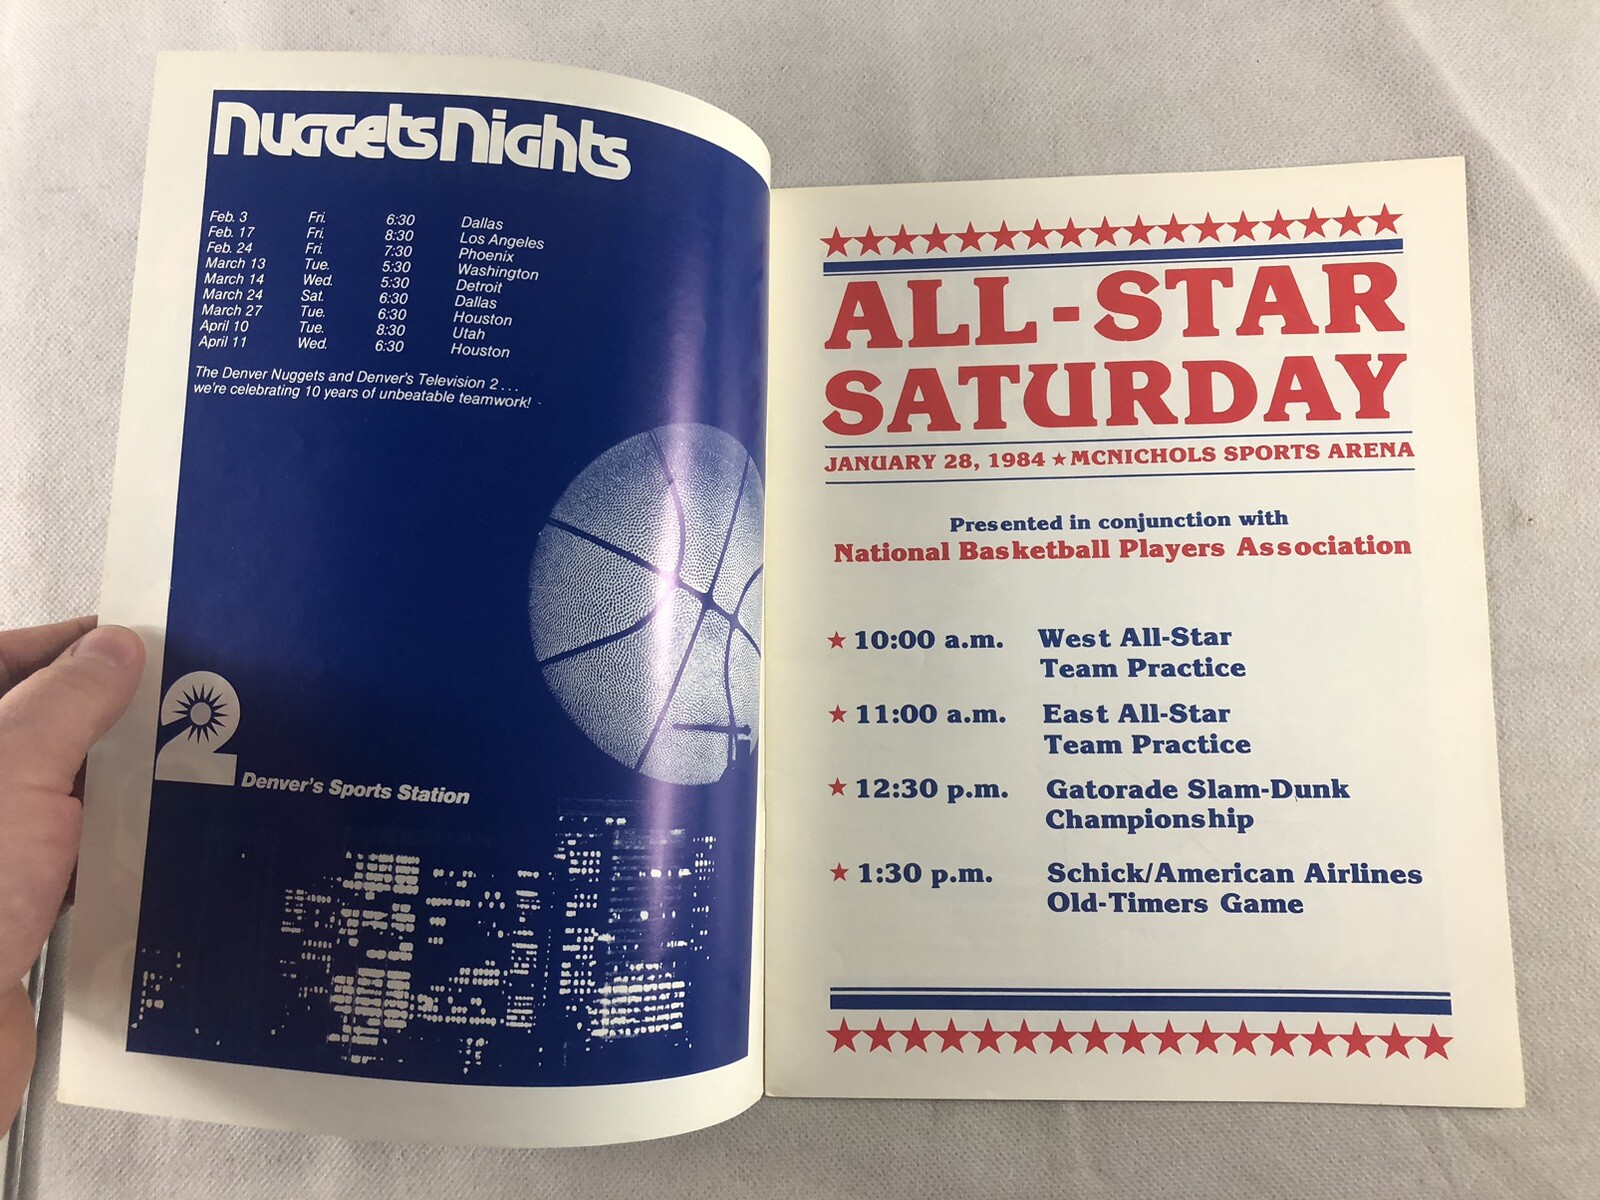 Nuggets Nights
Feb. 3 Fri. 6:30 Dallas
Feb. 17 Fri. 8:30 Los Angeles
Feb. 24 Fri. 7:30 Phoenix
March 13 Tue. 5:30 Washington
March 14 Wed. 5:30 Detroit
March 24 Sat. 6:30 Dallas
March 27 Tue. 6:30 Houston
April 10 Tue. 8:30 Utah
April 11 Wed. 6:30 Houston
The Denver Nuggets and Denver's Television 2 . . .
we're celebrating 10 years of unbeatable teamwork!
2
Denver's Sports Station
ALL-STAR
SATURDAY
JANUARY 28, 1984 ★ MCNICHOLS SPORTS ARENA
Presented in conjunction with
National Basketball Players Association
★ 10:00 a.m. West All-Star
Team Practice
★ 11:00 a.m. East All-Star
Team Practice
★ 12:30 p.m. Gatorade Slam-Dunk
Championship
★ 1:30 p.m. Schick/American Airlines
Old-Timers Game